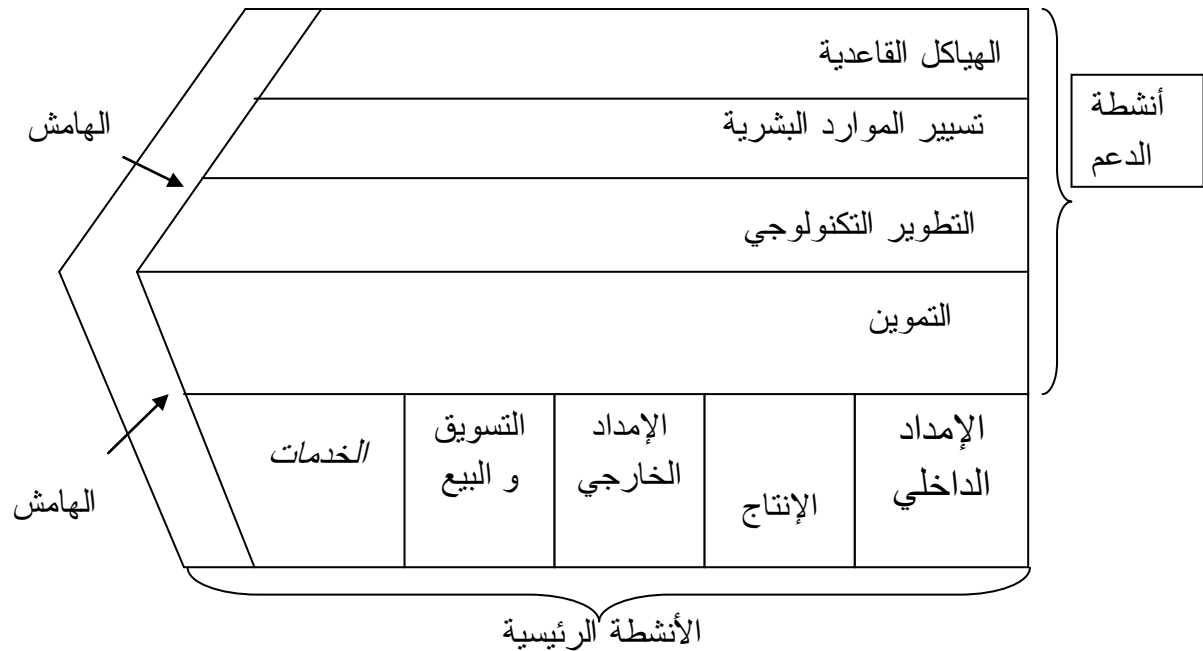 الهياكل القاعدية
أنشطة
الدعم
تسيير الموارد البشرية
الهامش
التطوير التكنولوجي
التموين
الإمداد
الداخلي
الإنتاج
الإمداد
الخارجي
التسويق
و البيع
الخدمات
الهامش
الأنشطة الرئيسية